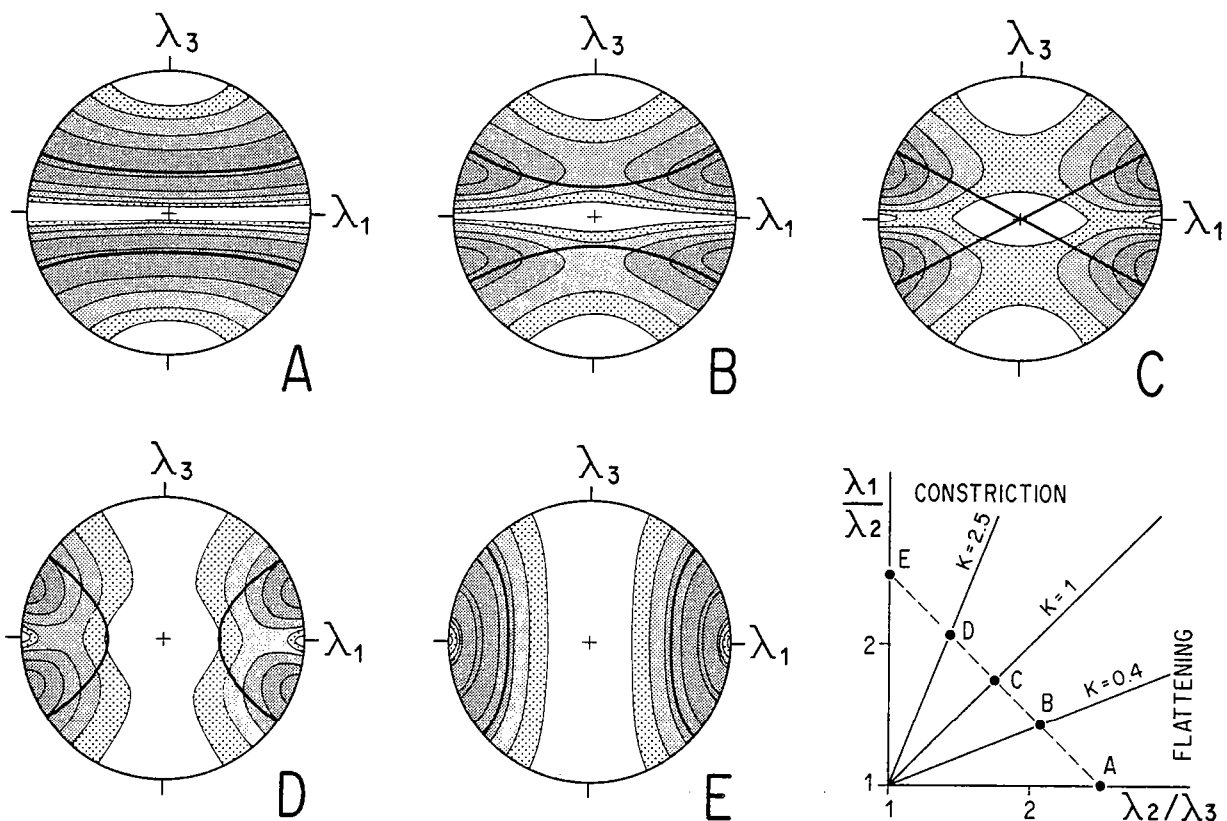 λ3 λ3 λ3
λ1 λ1 λ1
A B C
λ3 λ3
λ1 λ1
D E
λ1/λ2 CONSTRICTION
K=2.5
E
K=1
2 D
C
K=0.4
B
FLATTENING
A
1
1 2 λ2/λ3